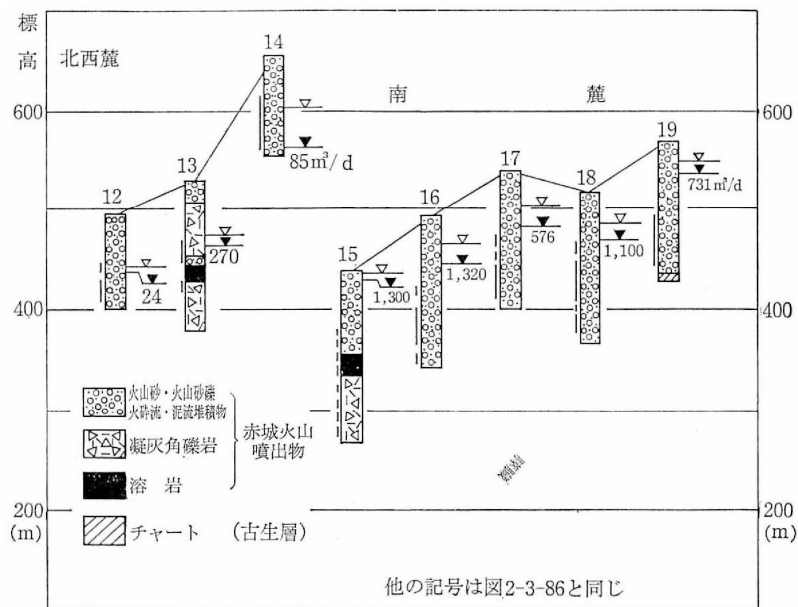 標
高
北西麓
南麓
600
600
400
400
200
(m)
200
(m)
12
24
13
270
14
85m³/d
15
1,300
16
1,320
17
576
18
1,100
19
731m³/d
火山砂・火山砂礫
火砕流・泥流堆積物
凝灰角礫岩
溶岩
赤城火山
噴出物
チャート (古生層)
他の記号は図2-3-86と同じ